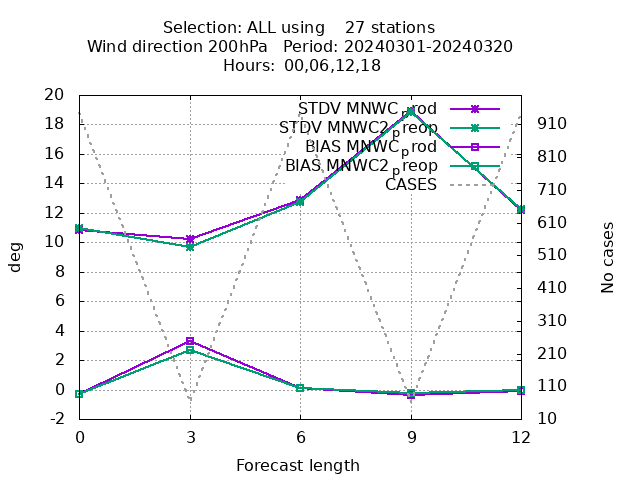 Selection: ALL using    27 stations
Wind direction 200hPa   Period: 20240301-20240320
Hours: 00,06,12,18
STDV MNWC_prod
STDV MNWC2_preop
BIAS MNWC_prod
BIAS MNWC2_preop
CASES
20
18
16
14
12
10
8
6
4
2
0
-2
deg
910
810
710
610
510
410
310
210
110
10
No cases
0 3 6 9 12
Forecast length